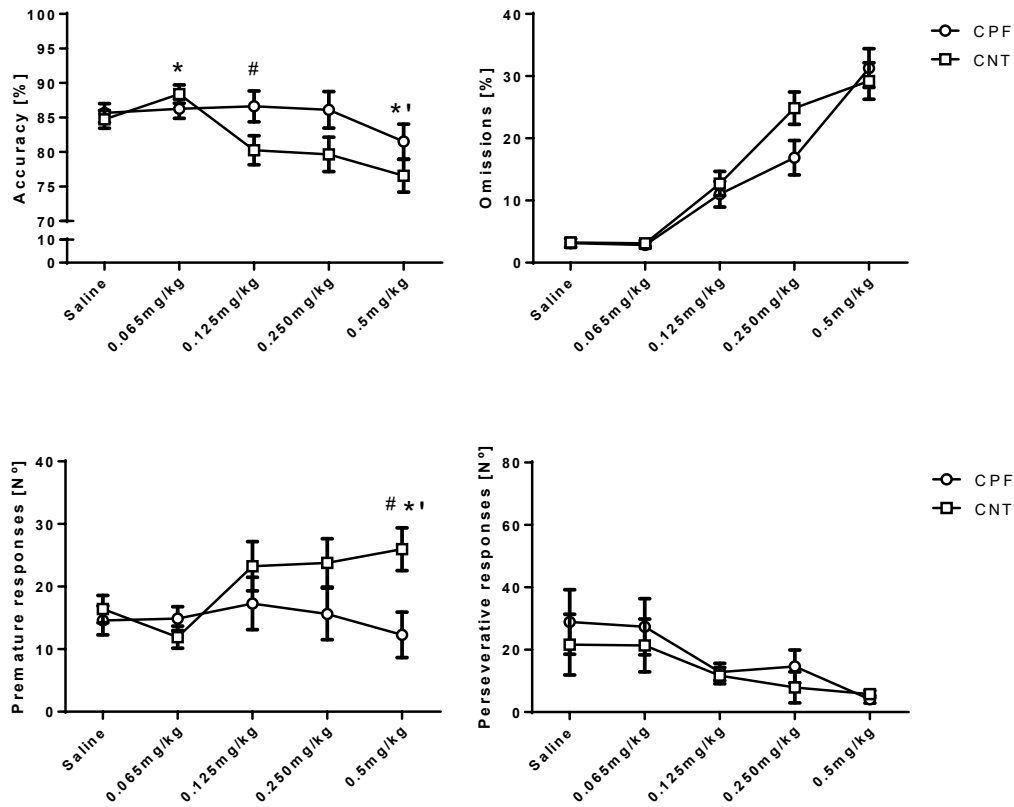 Accuracy [%]
100
95
90
85
80
75
70
10
0
*
#
*'
Saline
0.065mg/kg
0.125mg/kg
0.250mg/kg
0.5mg/kg
Omissions [%]
40
30
20
10
0
Saline
0.065mg/kg
0.125mg/kg
0.250mg/kg
0.5mg/kg
CPF
CNT
Premature responses [Nº]
40
30
20
10
0
# *'
Saline
0.065mg/kg
0.125mg/kg
0.250mg/kg
0.5mg/kg
Perseverative responses [Nº]
80
60
40
20
0
Saline
0.065mg/kg
0.125mg/kg
0.250mg/kg
0.5mg/kg
CPF
CNT